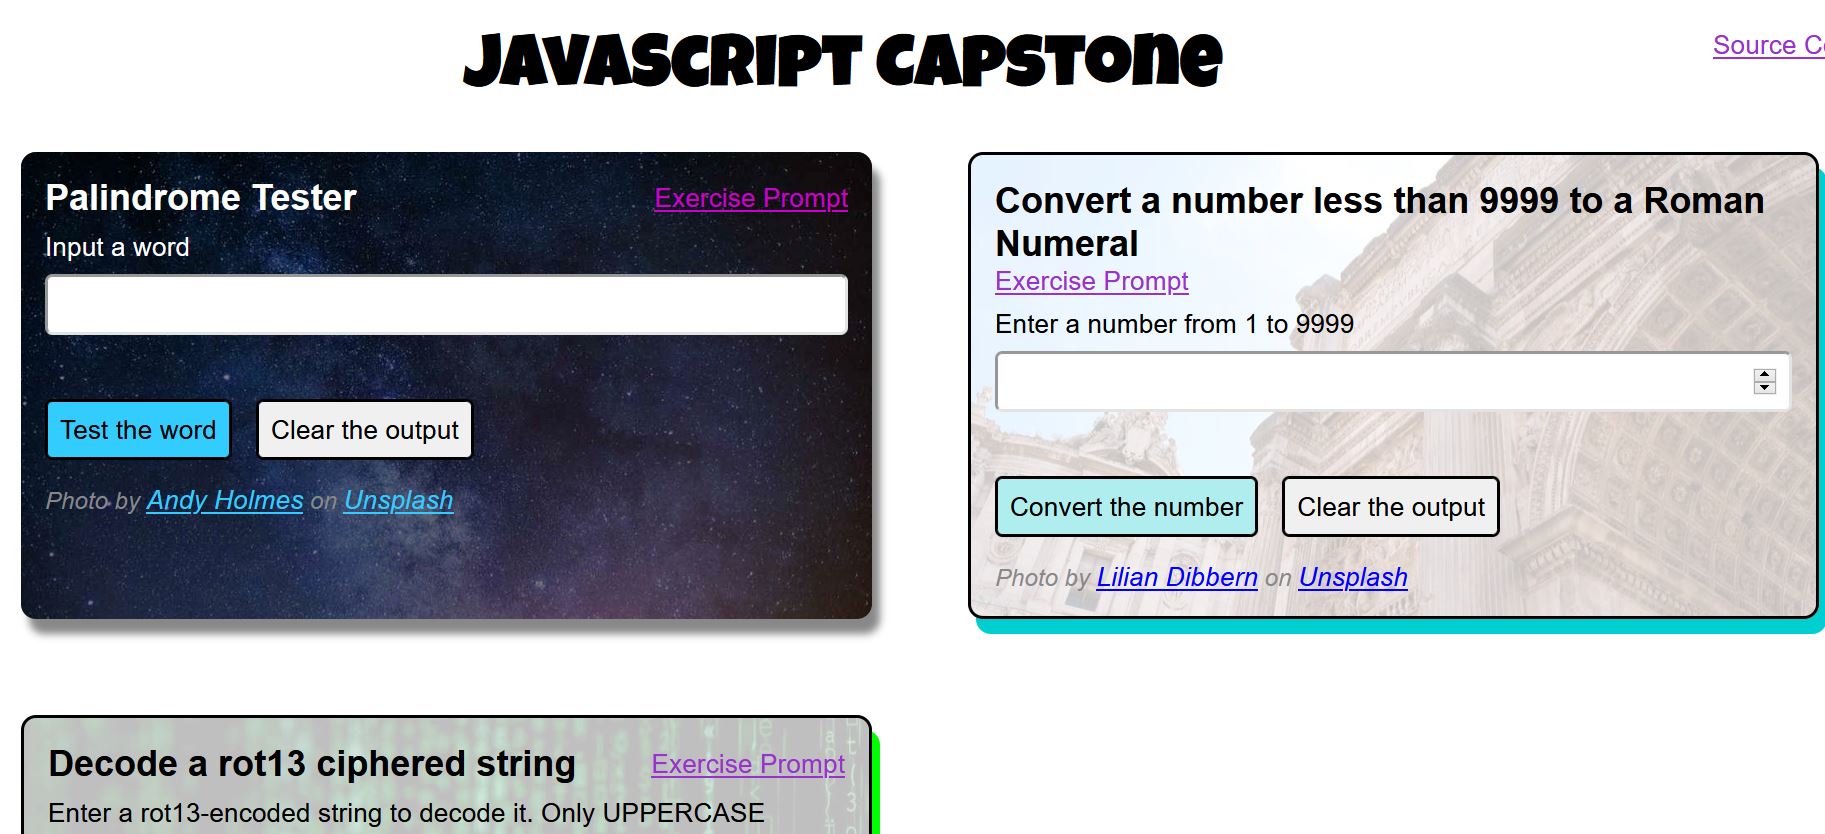 JAVASCRIPT CAPSTONE
Source
Palindrome Tester
Exercise Prompt
Input a word
Test the word
Clear the output
Photo by Andy Holmes on Unsplash
Convert a number less than 9999 to a Roman
Numeral
Exercise Prompt
Enter a number from 1 to 9999
Convert the number
Clear the output
Photo by Lilian Dibbern on Unsplash
Decode a rot13 ciphered string
Exercise Prompt
Enter a rot13-encoded string to decode it. Only UPPERCASE